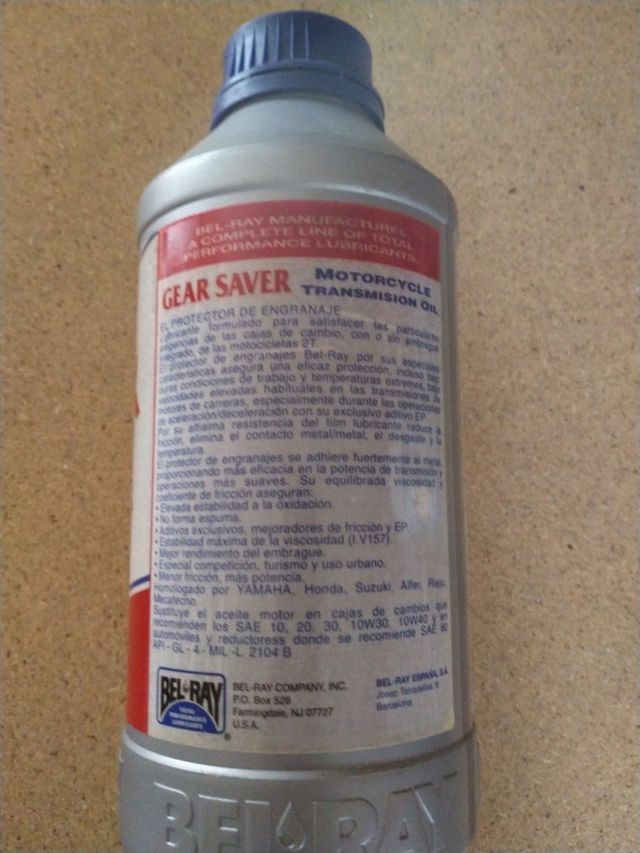 BEL-RAY MANUFACTURES
A COMPLETE LINE OF TOTAL
PERFORMANCE LUBRICANTS.
GEAR SAVER MOTORCYCLE
TRANSMISION OIL
EL PROTECTOR DE ENGRANAJE
Lubricante formulado para satisfacer las particulares
exigencias de las cajas de cambio, con o sin embrague
integrado, de las motocicletas 2T.
El protector de engranajes Bel-Ray por sus especiales
características asegura una eficaz protección, incluso bajo
duras condiciones de trabajo y temperaturas extremas, bajo
velocidades elevadas habituales en las transmisiones de
motores de carreras, especialmente durante las operaciones
de aceleración/deceleración con su exclusivo aditivo EP.
Por su altísima resistencia del film lubricante reduce la
fricción, elimina el contacto metal/metal, el desgaste y la
temperatura.
El protector de engranajes se adhiere fuertemente al metal,
proporcionando más eficacia en la potencia de transmisión y
operaciones más suaves. Su equilibrada viscosidad y
coeficiente de fricción aseguran:
• Elevada estabilidad a la oxidación.
• No forma espuma.
• Aditivos exclusivos, mejoradores de fricción y EP.
• Estabilidad máxima de la viscosidad (I.V157).
• Mejor rendimiento del embrague.
• Especial competición, turismo y uso urbano.
• Menor fricción, más potencia.
Homologado por YAMAHA, Honda, Suzuki, Alfer, Rieju,
Mecatecno.
Sustituye el aceite motor en cajas de cambios que
recomienden los SAE 10, 20, 30, 10W30, 10W40 y en
automóviles y reductoress donde se recomiende SAE 80
API - GL - 4 - MIL -L 2104 B
BEL-RAY
TOTAL
PERFORMANCE
LUBRICANTS
BEL-RAY COMPANY, INC.
P.O. Box 526
Farmingdale, NJ 07727
U.S.A.
BEL-RAY ESPAÑA, S.A.
Josep Tarradellas
Barcelona
BEL-RAY